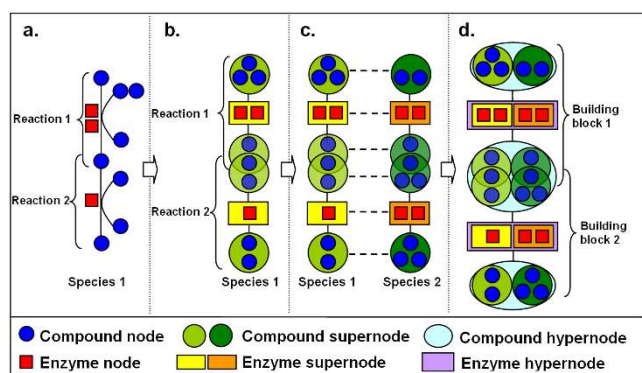 a.
b.
c.
d.
Reaction 1
Reaction 2
Species 1
Reaction 1
Reaction 2
Species 1
Species 1
Species 2
Building
block 1
Building
block 2
Compound node
Compound supernode
Compound hypernode
Enzyme node
Enzyme supernode
Enzyme hypernode